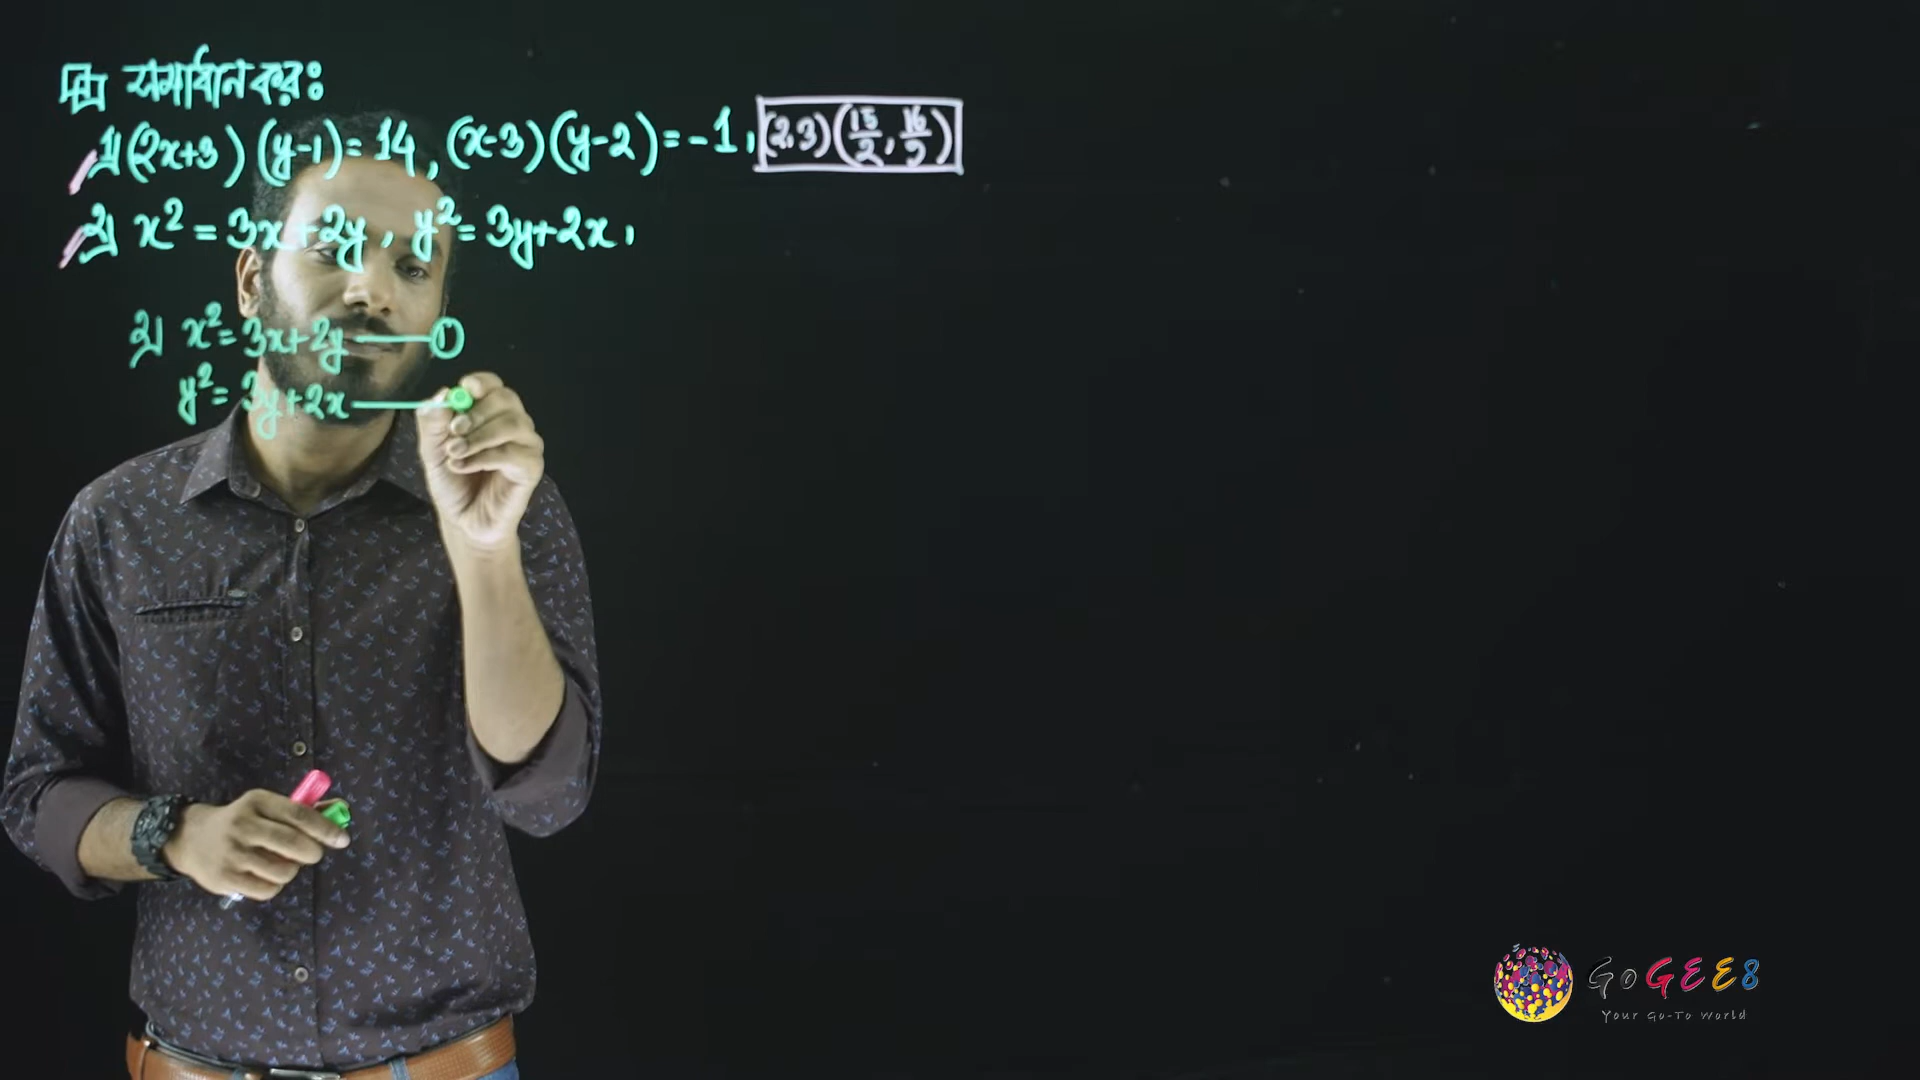 সমাধান কর:
১। (2x+3)(y-1) = 14, (x-3)(y-2) = -1, (2,3)(15/2, 16/9)
২। x² = 3x+2y, y² = 3y+2x,
২। x² = 3x+2y — ①
y² = 3y+2x —
GoGEE8
Your Go-To World